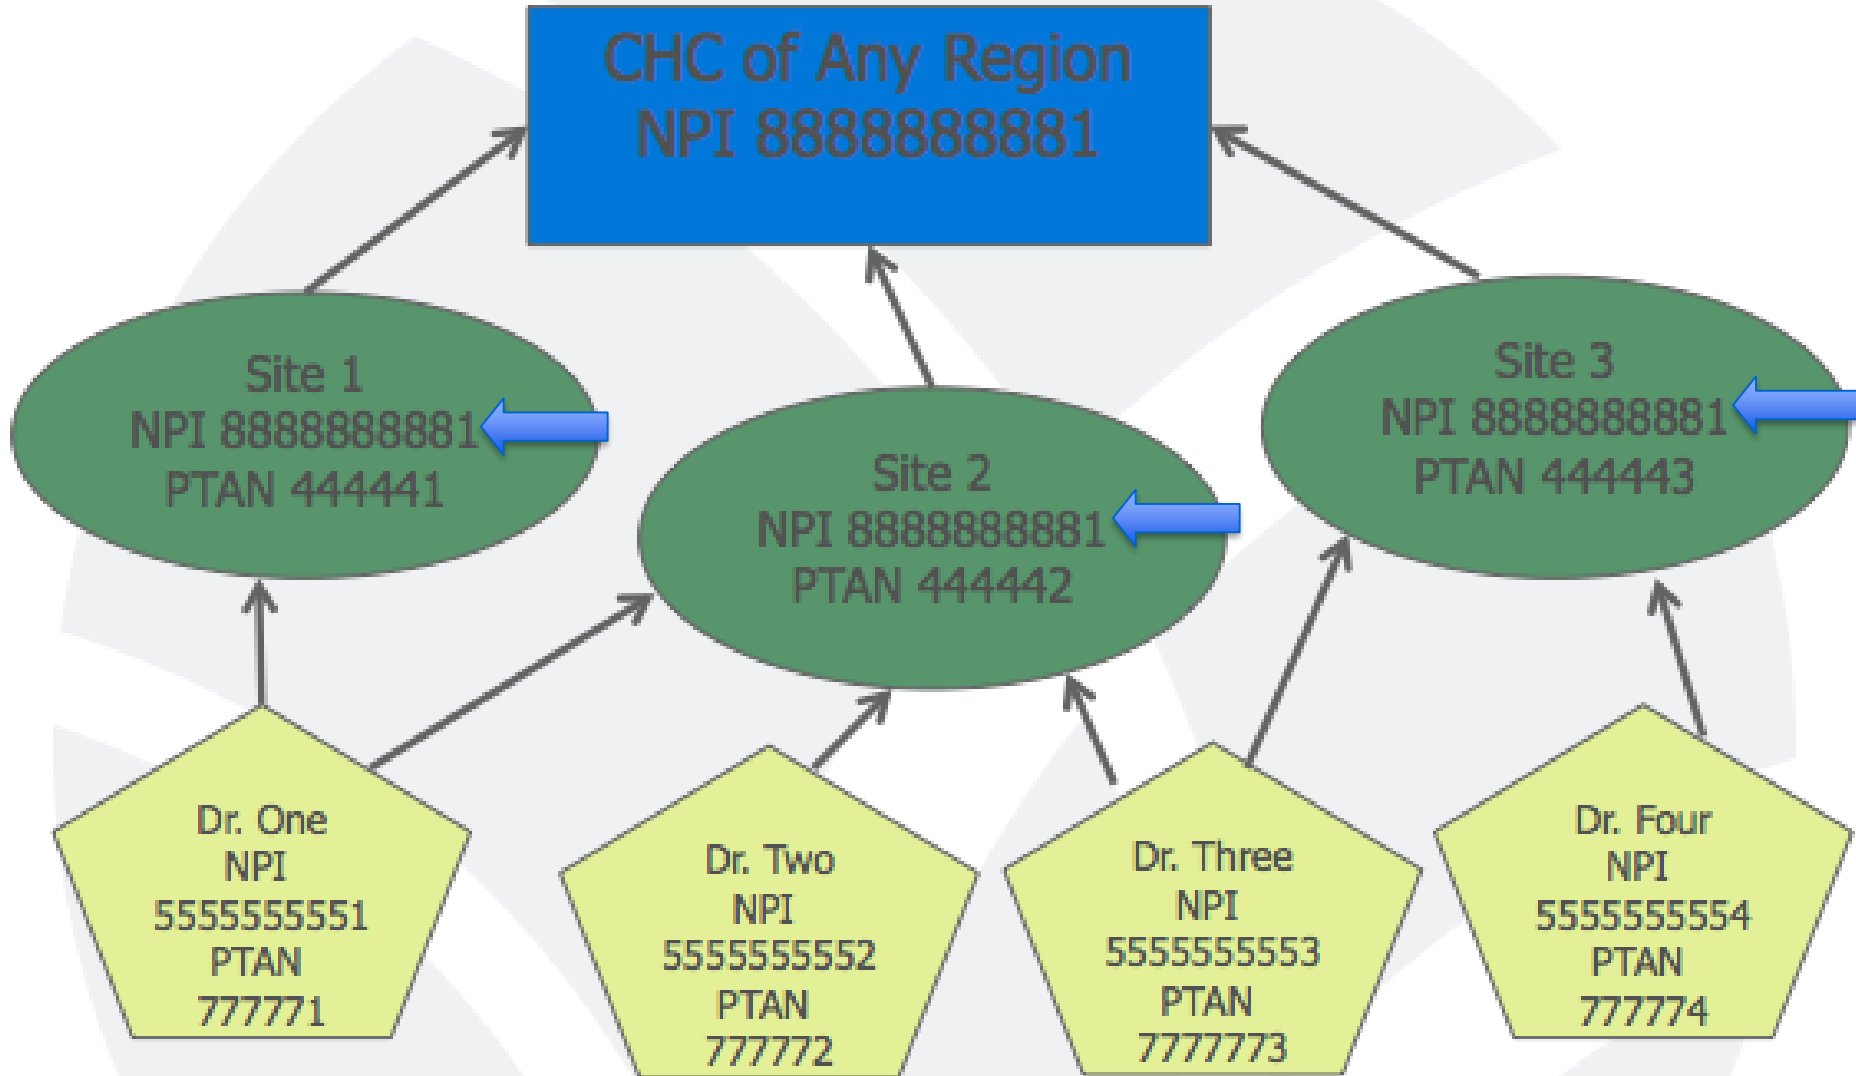 CHC of Any Region
NPI 8888888881
Site 1
NPI 8888888881
PTAN 444441
Site 2
NPI 8888888881
PTAN 444442
Site 3
NPI 8888888881
PTAN 444443
Dr. One
NPI
5555555551
PTAN
777771
Dr. Two
NPI
5555555552
PTAN
777772
Dr. Three
NPI
5555555553
PTAN
7777773
Dr. Four
NPI
5555555554
PTAN
777774